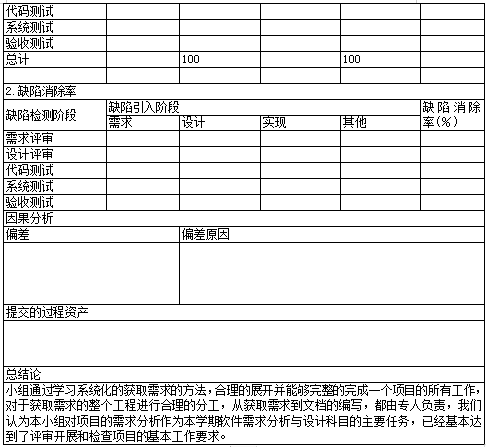 代码测试
系统测试
验收测试
总计 100 100
2.缺陷消除率
缺陷检测阶段 缺陷引入阶段 缺陷消除率(%)
需求 设计 实现 其他
需求评审
设计评审
代码测试
系统测试
验收测试
因果分析
偏差 偏差原因
提交的过程资产
总结论
小组通过学习系统化的获取需求的方法，合理的展开并能够完整的完成一个项目的所有工作，
对于获取需求的整个工程进行合理的分工，从获取需求到文档的编写，都由专人负责，我们
认为本小组对项目的需求分析作为本学期软件需求分析与设计科目的主要任务，已经基本达
到了评审开展和检查项目的基本工作要求。